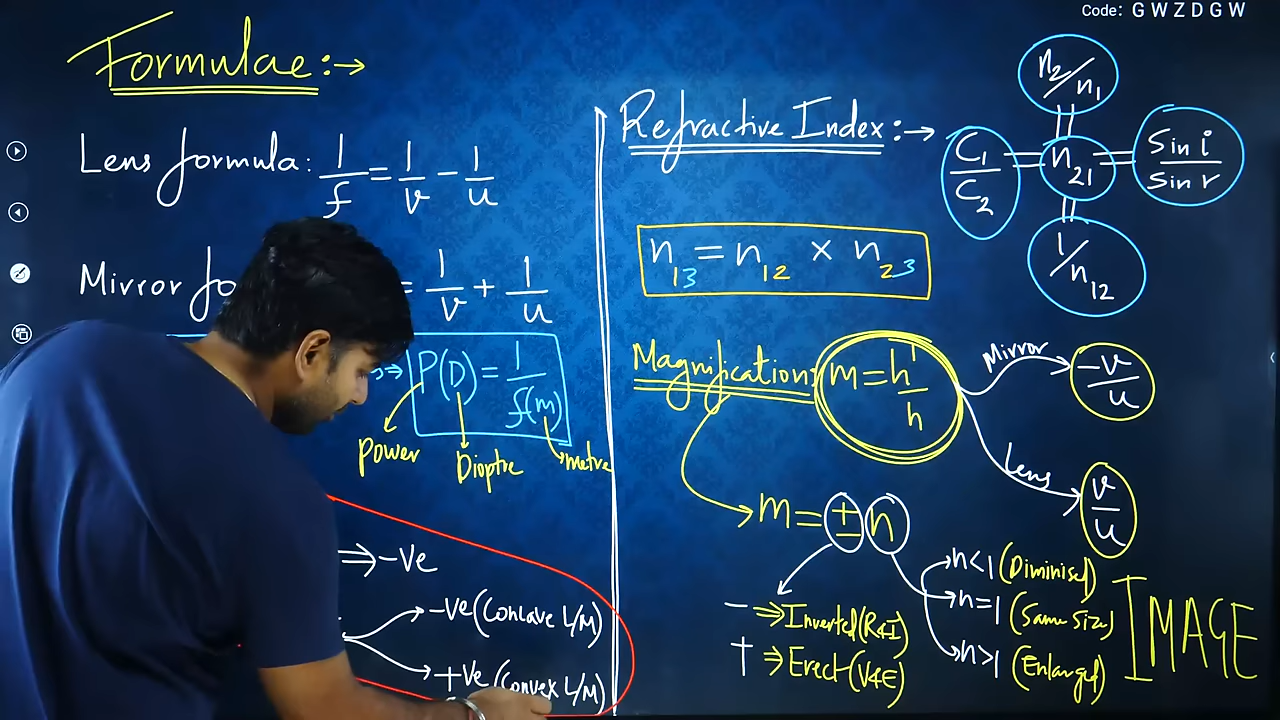 Code: G W Z D G W
Formulae:→
Lens formula: 1/f = 1/v - 1/u
Mirror fo = 1/v + 1/u
P(D) = 1/f(m)
Power
Dioptre
metre
⇒ -Ve
-Ve (Concave L/M)
+Ve (Convex L/M)
Refractive Index:→
n₂/n₁
C₁/C₂ = n₂₁ = Sin i/Sin r
1/n₁₂
n₁₃ = n₁₂ × n₂₃
Magnification: m = h'/h
Mirror -v/u
Lens v/u
m = ± n
- ⇒ Inverted (R&I)
+ ⇒ Erect (V&E)
n<1 (Diminised)
n=1 (Same Size)
n>1 (Enlarged)
IMAGE